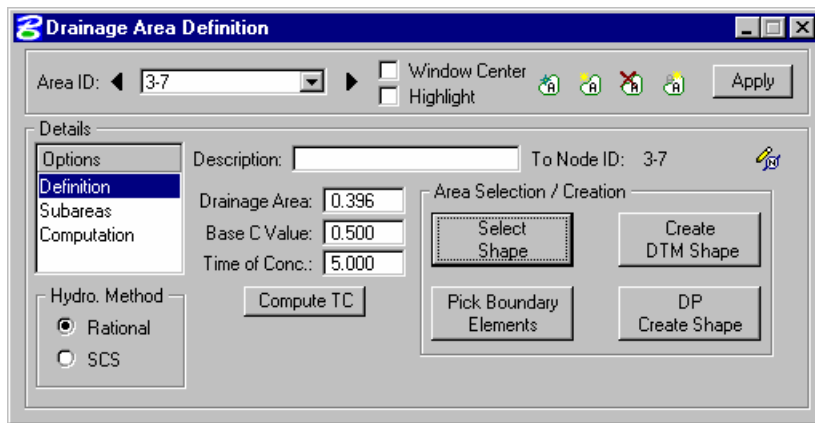 Drainage Area Definition
Area ID: 3-7 Window Center
Highlight
Apply
Details
Options
Definition
Subareas
Computation
Description: To Node ID: 3-7
Drainage Area: 0.396
Base C Value: 0.500
Time of Conc.: 5.000
Compute TC
Hydro. Method
Rational
SCS
Area Selection / Creation
Select
Shape
Create
DTM Shape
Pick Boundary
Elements
DP
Create Shape